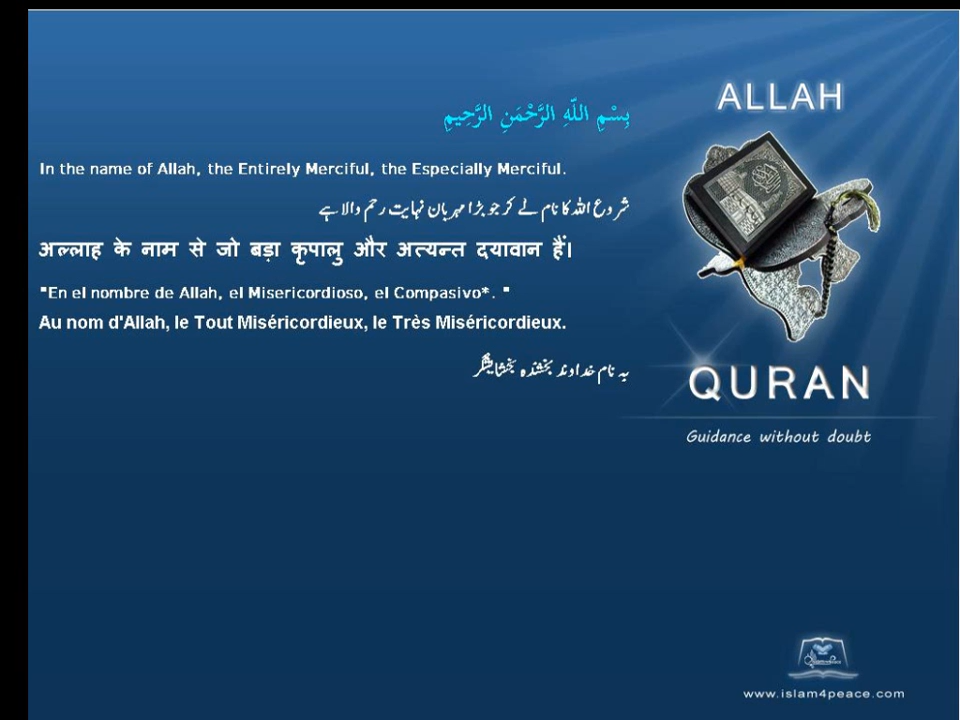 بِسْمِ اللَّهِ الرَّحْمَنِ الرَّحِيمِ
In the name of Allah, the Entirely Merciful, the Especially Merciful.
شروع الله کا نام لے کر جو بڑا مہربان نہایت رحم والا ہے
अल्लाह के नाम से जो बड़ा कृपालु और अत्यन्त दयावान हैं।
"En el nombre de Allah, el Misericordioso, el Compasivo*. "
Au nom d'Allah, le Tout Miséricordieux, le Très Miséricordieux.
به نام خداوند بخشنده بخشایشگر
ALLAH
QURAN
Guidance without doubt
www.islam4peace.com